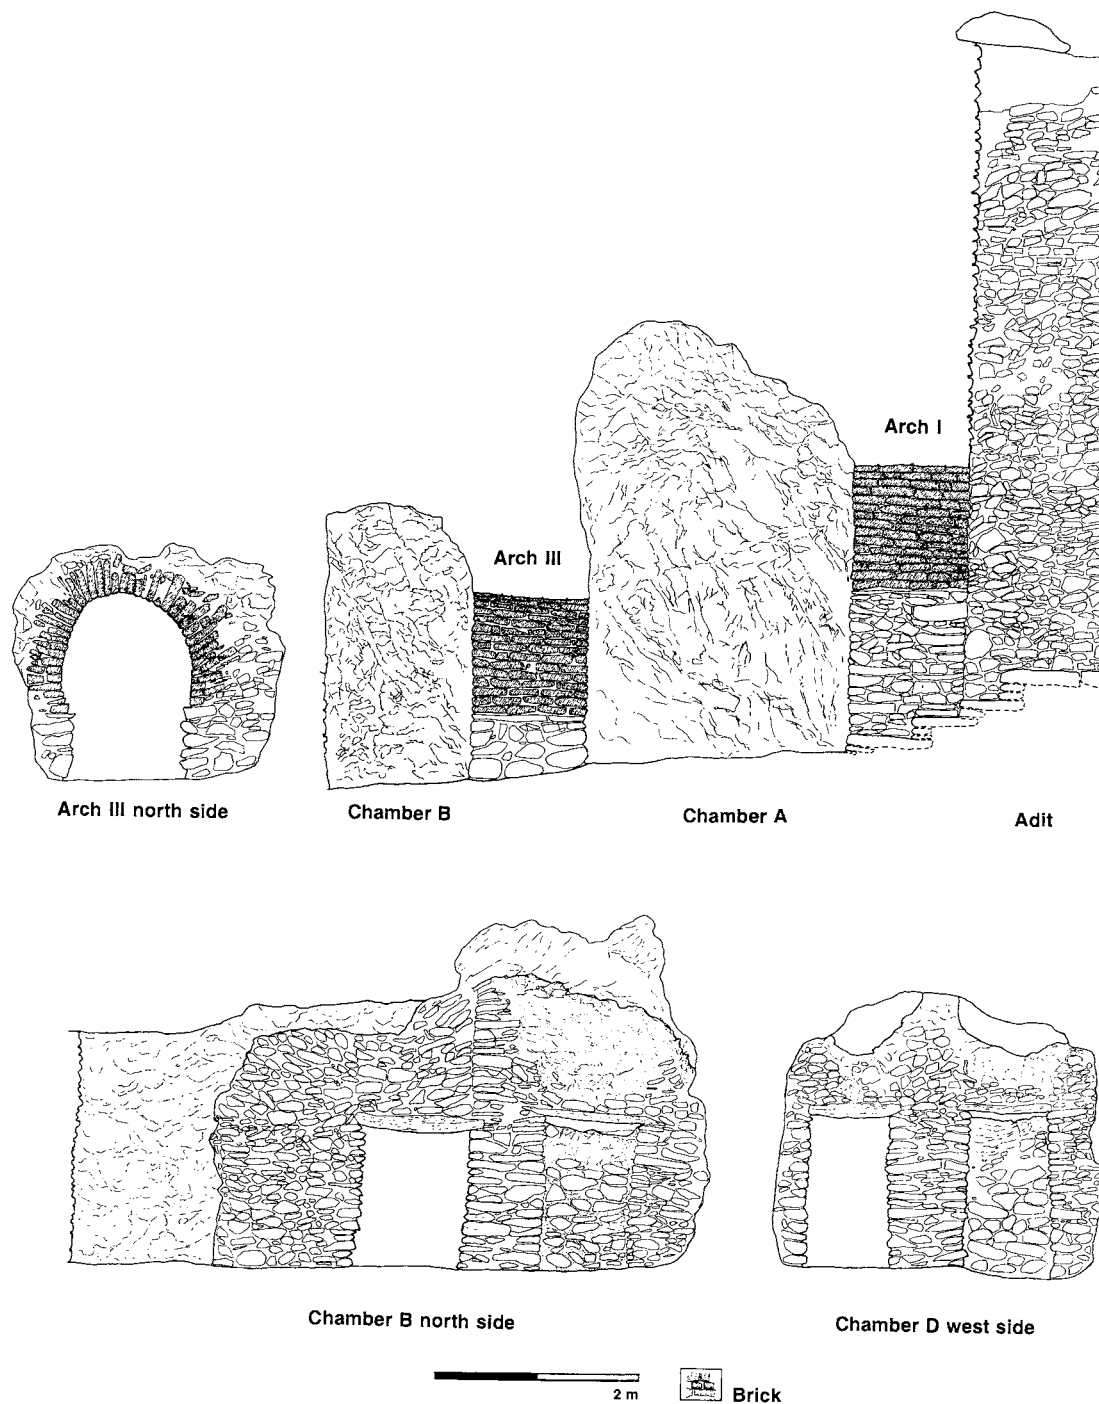 Arch I
Arch III
Arch III north side
Chamber B
Chamber A
Adit
Chamber B north side
Chamber D west side
2 m
Brick